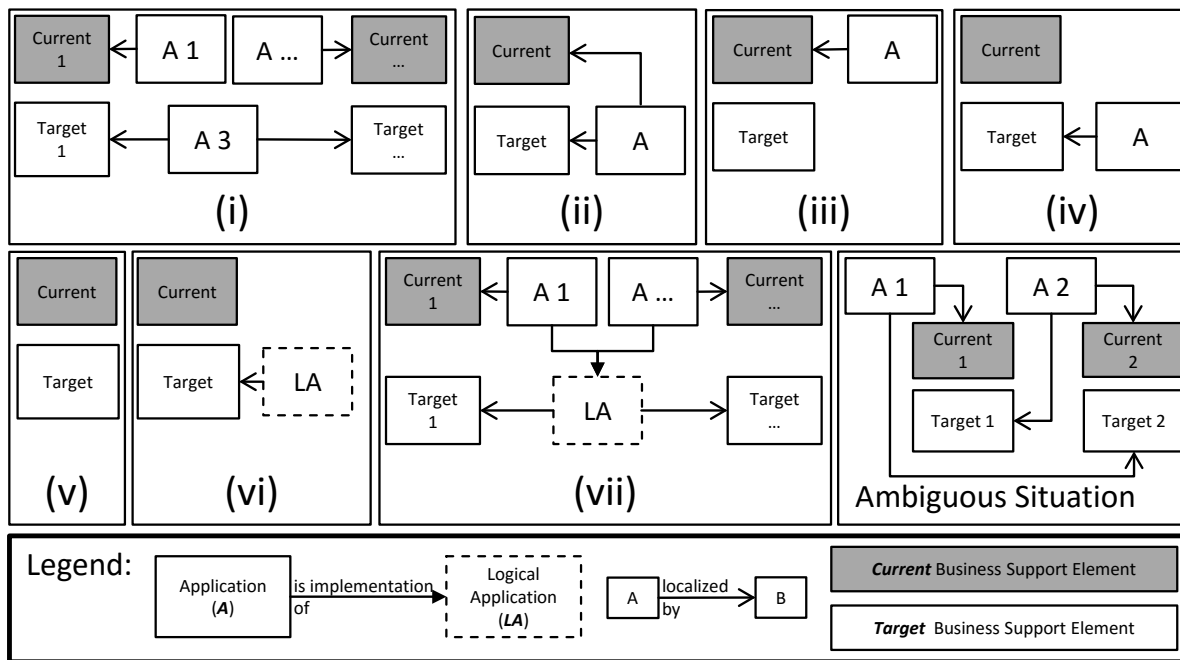 Current
1
A 1
A ...
Current
...
Target
1
A 3
Target
...
(i)
Current
Target
A
(ii)
Current
A
Target
(iii)
Current
Target
A
(iv)
Current
Target
(v)
Current
Target
LA
(vi)
Current
1
A 1
A ...
Current
...
Target
1
LA
Target
...
(vii)
A 1
A 2
Current
1
Current
2
Target 1
Target 2
Ambiguous Situation
Legend:
Application
(A)
is implementation
of
Logical
Application
(LA)
A
localized
by
B
Current Business Support Element
Target Business Support Element